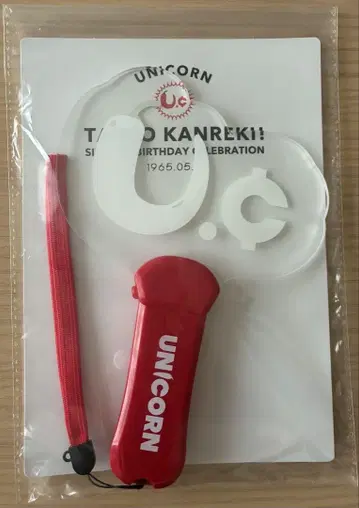 UNICORN
U.¢
KANREKI!
BIRTHDAY CELEBRATION
1965.05.
U.¢
UNICORN